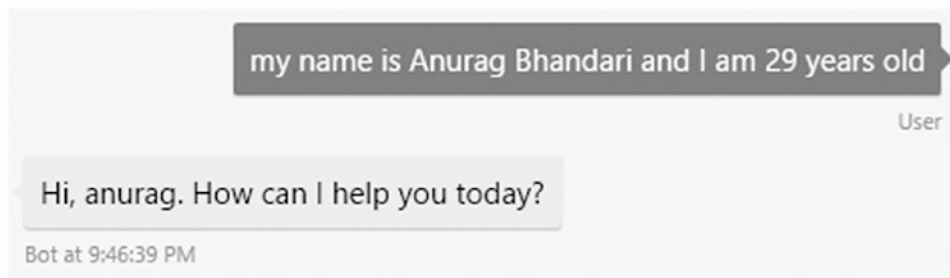 my name is Anurag Bhandari and I am 29 years old
User
Hi, anurag. How can I help you today?
Bot at 9:46:39 PM